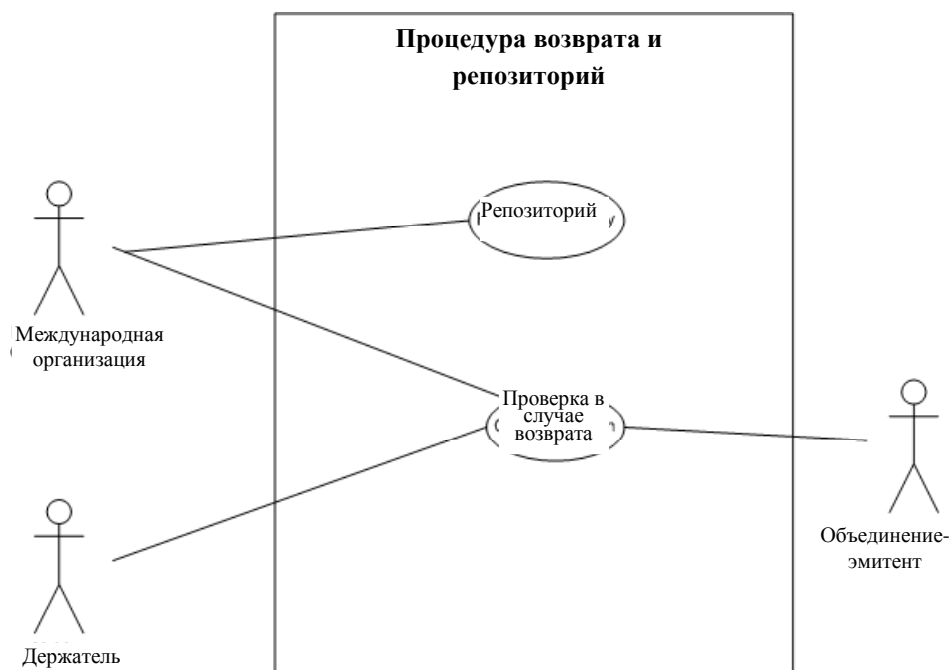 Процедура возврата и
репозиторий
Репозиторий
Международная
организация
Проверка в
случае
возврата
Объединение-
эмитент
Держатель